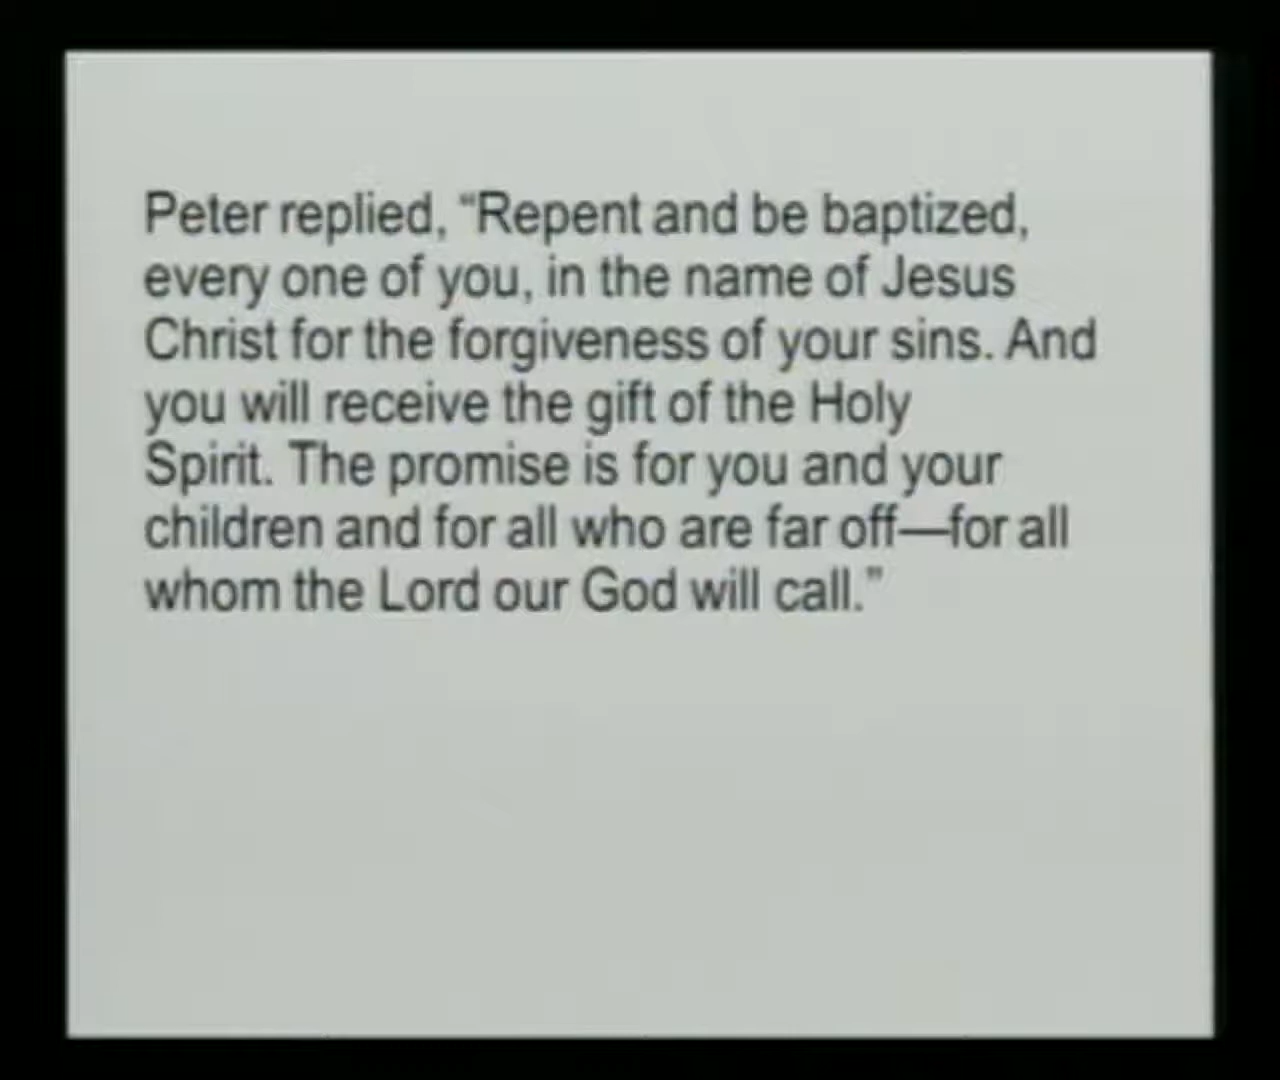 Peter replied, “Repent and be baptized,
every one of you, in the name of Jesus
Christ for the forgiveness of your sins. And
you will receive the gift of the Holy
Spirit. The promise is for you and your
children and for all who are far off—for all
whom the Lord our God will call.”